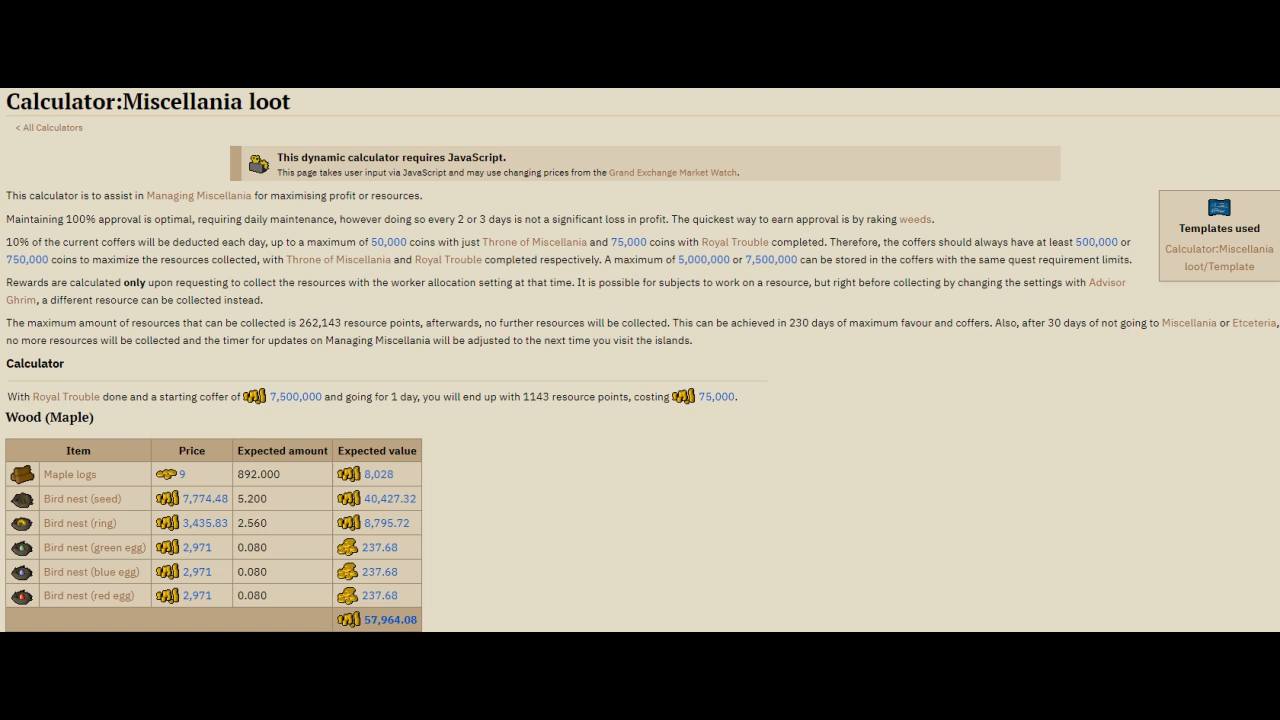 Calculator:Miscellania loot
< All Calculators
This dynamic calculator requires JavaScript.
This page takes user input via JavaScript and may use changing prices from the Grand Exchange Market Watch.
This calculator is to assist in Managing Miscellania for maximising profit or resources.
Maintaining 100% approval is optimal, requiring daily maintenance, however doing so every 2 or 3 days is not a significant loss in profit. The quickest way to earn approval is by raking weeds.
10% of the current coffers will be deducted each day, up to a maximum of 50,000 coins with just Throne of Miscellania and 75,000 coins with Royal Trouble completed. Therefore, the coffers should always have at least 500,000 or
750,000 coins to maximize the resources collected, with Throne of Miscellania and Royal Trouble completed respectively. A maximum of 5,000,000 or 7,500,000 can be stored in the coffers with the same quest requirement limits.
Rewards are calculated only upon requesting to collect the resources with the worker allocation setting at that time. It is possible for subjects to work on a resource, but right before collecting by changing the settings with Advisor
Ghrim, a different resource can be collected instead.
The maximum amount of resources that can be collected is 262,143 resource points, afterwards, no further resources will be collected. This can be achieved in 230 days of maximum favour and coffers. Also, after 30 days of not going to Miscellania or Etceteria,
no more resources will be collected and the timer for updates on Managing Miscellania will be adjusted to the next time you visit the islands.
Templates used
Calculator:Miscellania
loot/Template
Calculator
With Royal Trouble done and a starting coffer of 7,500,000 and going for 1 day, you will end up with 1143 resource points, costing 75,000.
Wood (Maple)
Item Price Expected amount Expected value
Maple logs 9 892.000 8,028
Bird nest (seed) 7,774.48 5.200 40,427.32
Bird nest (ring) 3,435.83 2.560 8,795.72
Bird nest (green egg) 2,971 0.080 237.68
Bird nest (blue egg) 2,971 0.080 237.68
Bird nest (red egg) 2,971 0.080 237.68
57,964.08